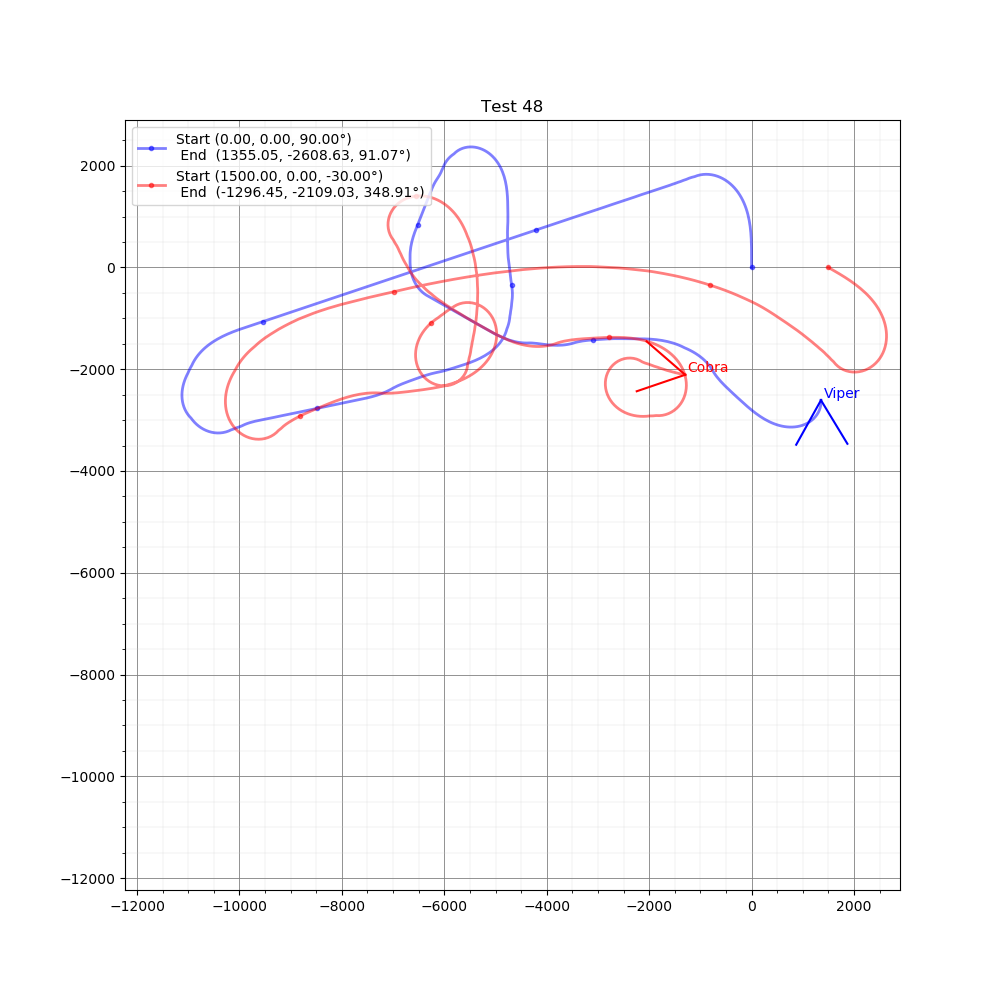 Test 48
Start (0.00, 0.00, 90.00°)
End (1355.05, -2608.63, 91.07°)
Start (1500.00, 0.00, -30.00°)
End (-1296.45, -2109.03, 348.91°)
2000
0
−2000
−4000
−6000
−8000
−10000
−12000
Cobra
Viper
−12000 −10000 −8000 −6000 −4000 −2000 0 2000